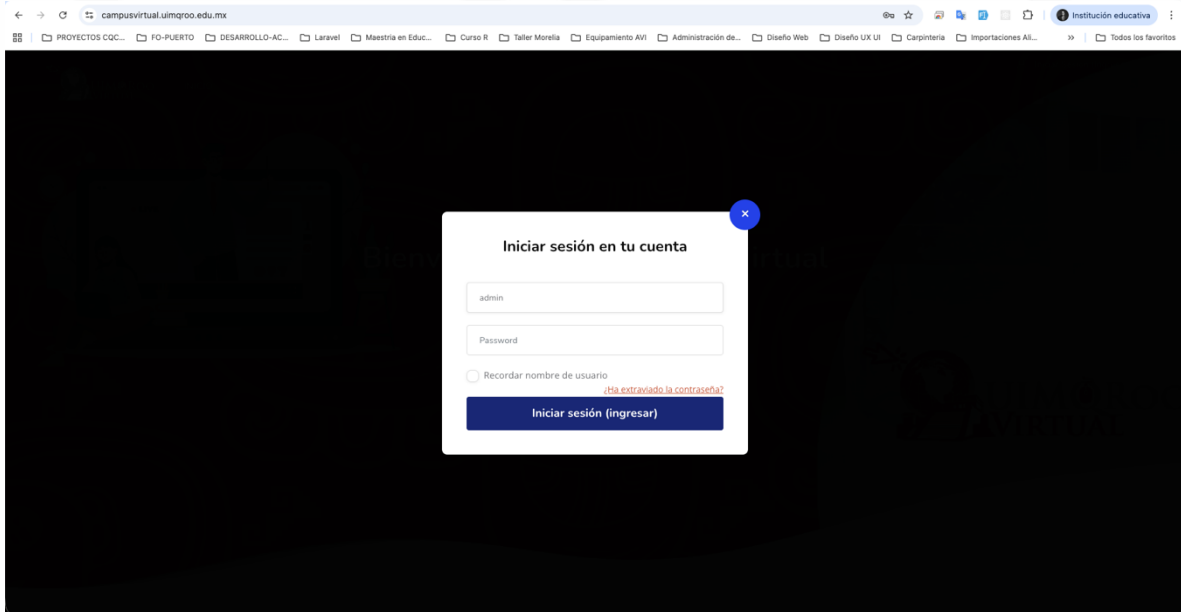 campusvirtual.uimqroo.edu.mx
Institución educativa
PROYECTOS CQC... FO-PUERTO DESARROLLO-AC... Laravel Maestria en Educ... Curso R Taller Morelia Equipamiento AVI Administración de... Diseño Web Diseño UX UI Carpinteria Importaciones Ali... » Todos los favoritos
Iniciar sesión en tu cuenta
admin
Password
Recordar nombre de usuario
¿Ha extraviado la contraseña?
Iniciar sesión (ingresar)